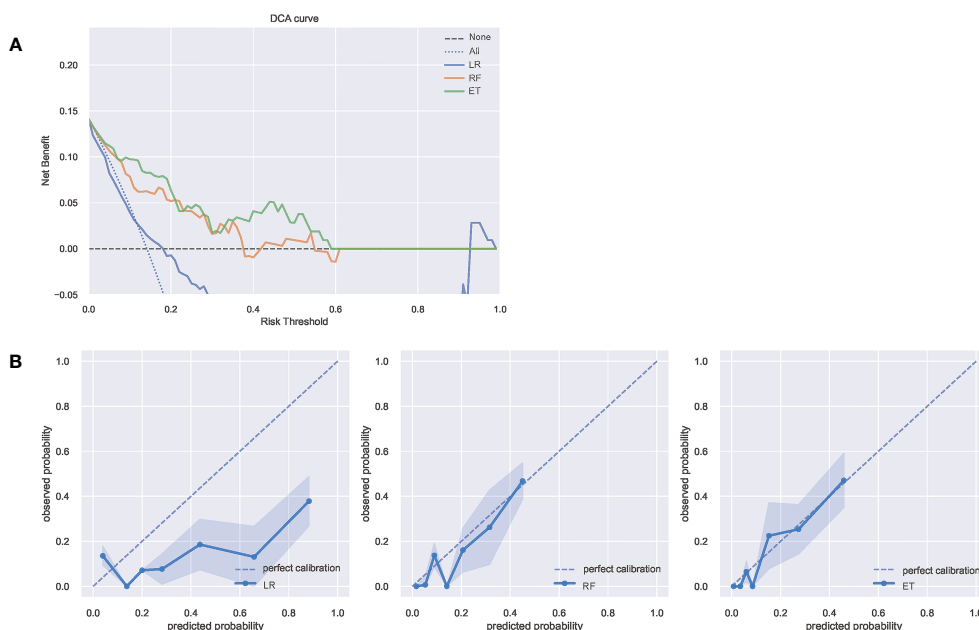 DCA curve
A
None
All
LR
RF
ET
Net Benefit
0.20
0.15
0.10
0.05
0.00
−0.05
0.0
0.2
0.4
0.6
0.8
1.0
Risk Threshold
B
observed probability
1.0
0.8
0.6
0.4
0.2
0.0
perfect calibration
LR
0.0
0.2
0.4
0.6
0.8
1.0
predicted probability
observed probability
1.0
0.8
0.6
0.4
0.2
0.0
perfect calibration
RF
0.0
0.2
0.4
0.6
0.8
1.0
predicted probability
observed probability
1.0
0.8
0.6
0.4
0.2
0.0
perfect calibration
ET
0.0
0.2
0.4
0.6
0.8
1.0
predicted probability